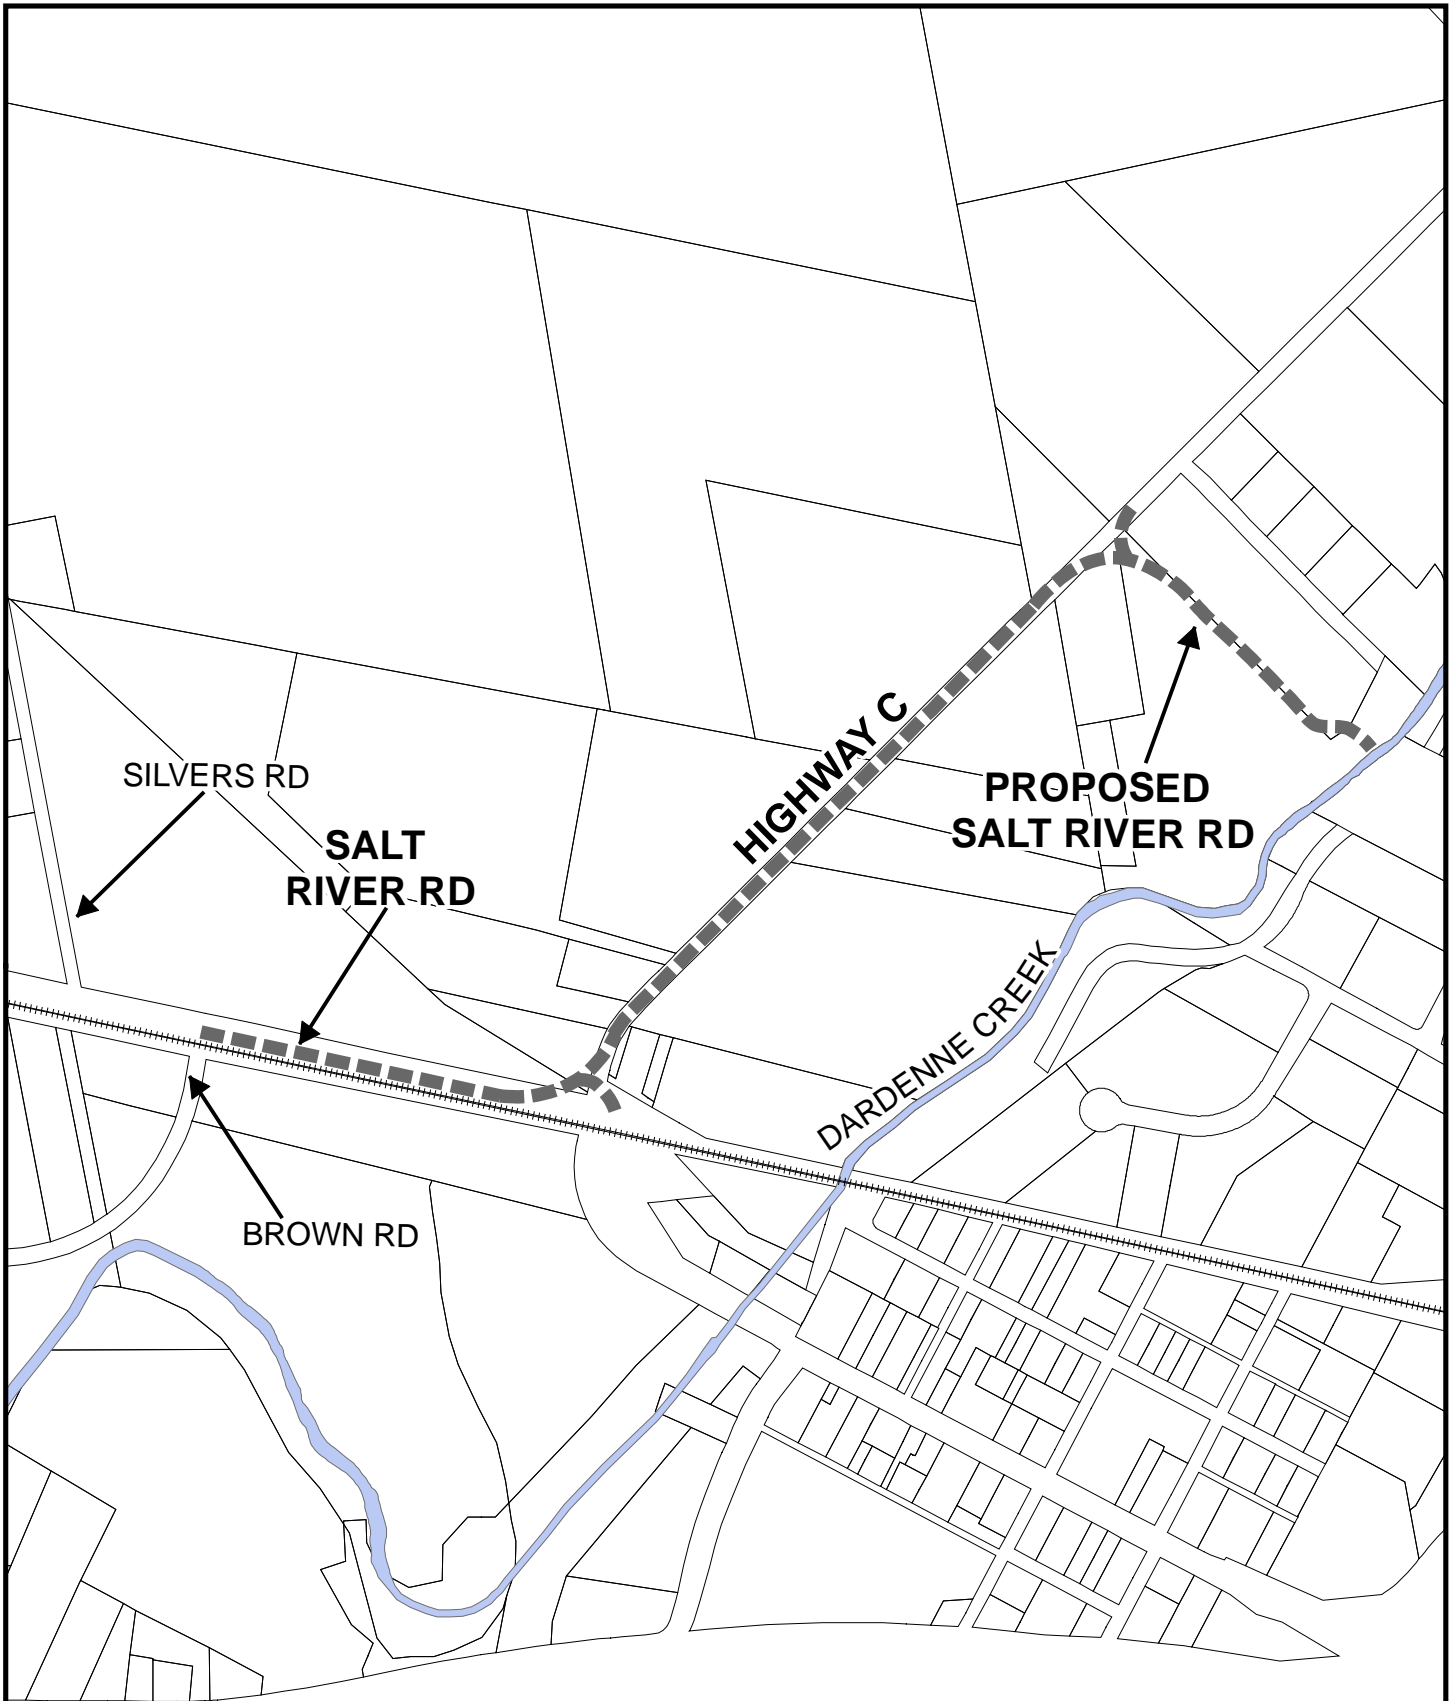 HIGHWAY C
SILVERS RD
PROPOSED
SALT RIVER RD
SALT
RIVER RD
DARDENNE CREEK
BROWN RD